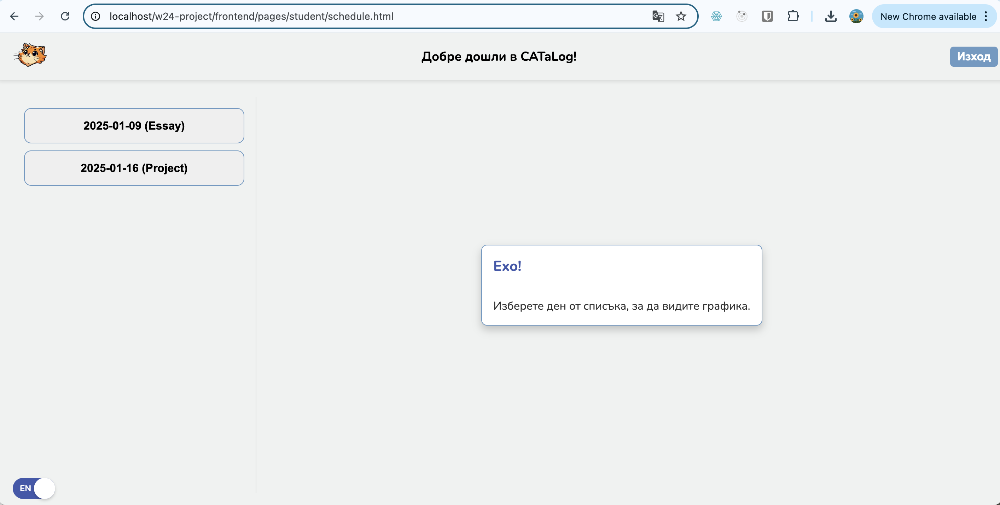 localhost/w24-project/frontend/pages/student/schedule.html
New Chrome available
Добре дошли в CATaLog!
Изход
2025-01-09 (Essay)
2025-01-16 (Project)
Ехо!
Изберете ден от списъка, за да видите графика.
EN